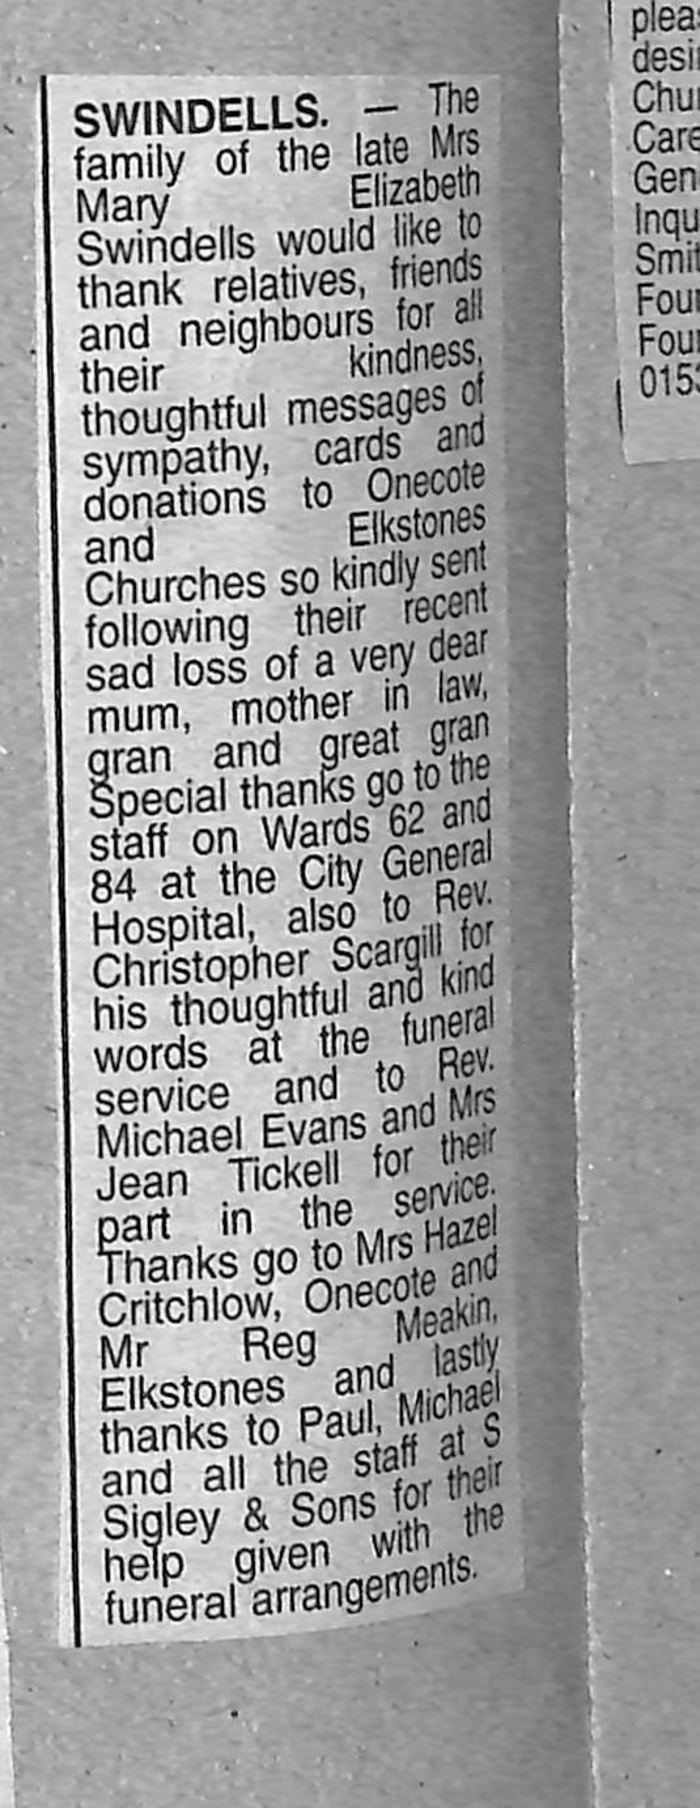 SWINDELLS. — The
family of the late Mrs
Mary Elizabeth
Swindells would like to
thank relatives, friends
and neighbours for all
their kindness,
thoughtful messages of
sympathy, cards and
donations to Onecote
and Elkstones
Churches so kindly sent
following their recent
sad loss of a very dear
mum, mother in law,
gran and great gran
Special thanks go to the
staff on Wards 62 and
84 at the City General
Hospital, also to Rev.
Christopher Scargill for
his thoughtful and kind
words at the funeral
service and to Rev.
Michael Evans and Mrs
Jean Tickell for their
part in the service.
Thanks go to Mrs Hazel
Critchlow, Onecote and
Mr Reg Meakin,
Elkstones and lastly
thanks to Paul, Michael
and all the staff at S
Sigley & Sons for their
help given with the
funeral arrangements.